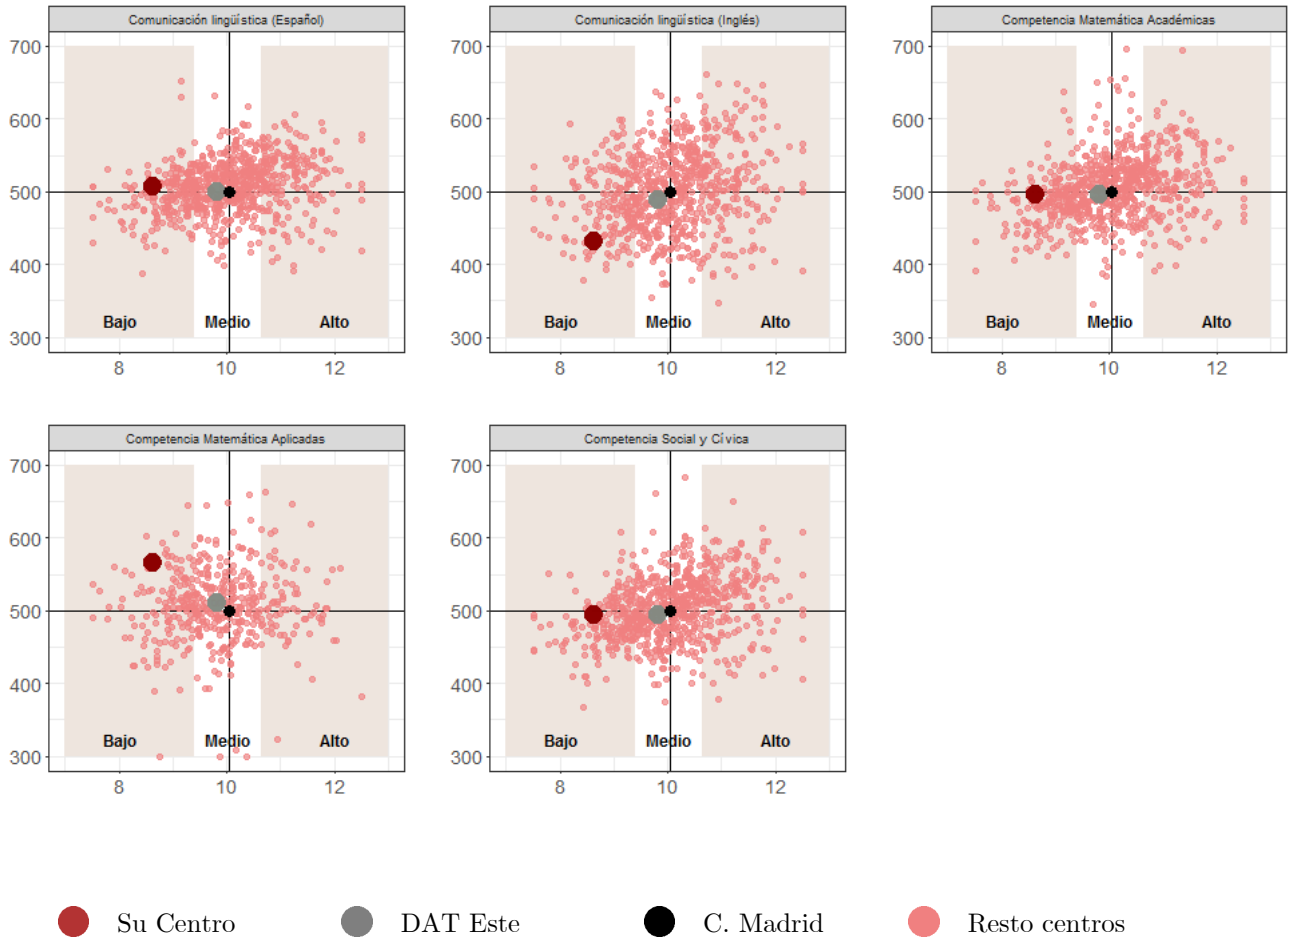 Comunicación lingüística (Español)
Comunicación lingüística (Inglés)
Competencia Matemática Académicas
700
600
500
400
300
Bajo Medio Alto
8 10 12
700
600
500
400
300
Bajo Medio Alto
8 10 12
700
600
500
400
300
Bajo Medio Alto
8 10 12
Competencia Matemática Aplicadas
Competencia Social y Cívica
700
600
500
400
300
Bajo Medio Alto
8 10 12
700
600
500
400
300
Bajo Medio Alto
8 10 12
Su Centro DAT Este C. Madrid Resto centros